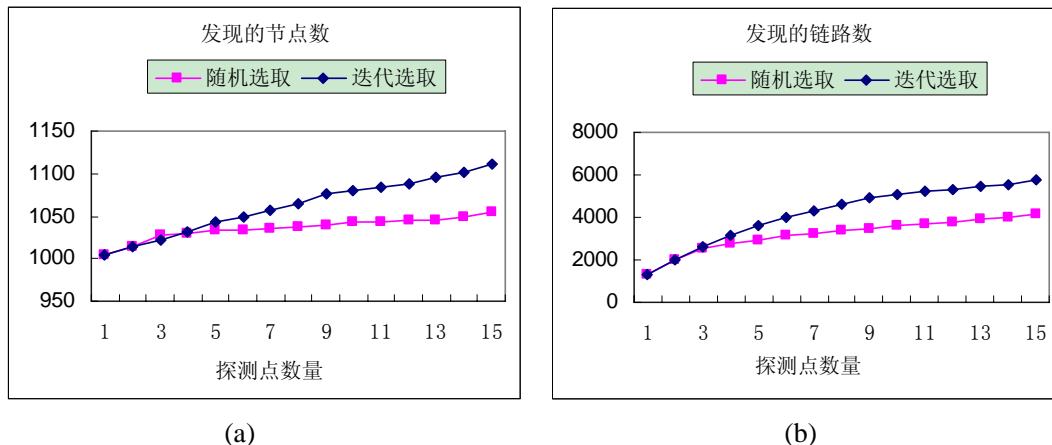 发现的节点数
随机选取 迭代选取
1150
1100
1050
1000
950
1 3 5 7 9 11 13 15
探测点数量
(a)
发现的链路数
随机选取 迭代选取
8000
6000
4000
2000
0
1 3 5 7 9 11 13 15
探测点数量
(b)